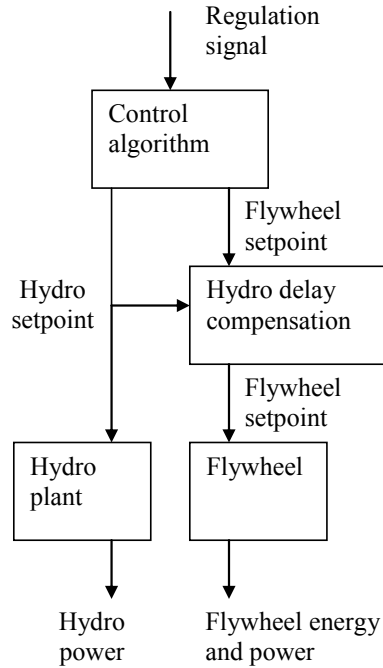 Regulation
signal
Control
algorithm
Flywheel
setpoint
Hydro
setpoint
Hydro delay
compensation
Flywheel
setpoint
Hydro
plant
Flywheel
Hydro
power
Flywheel energy
and power